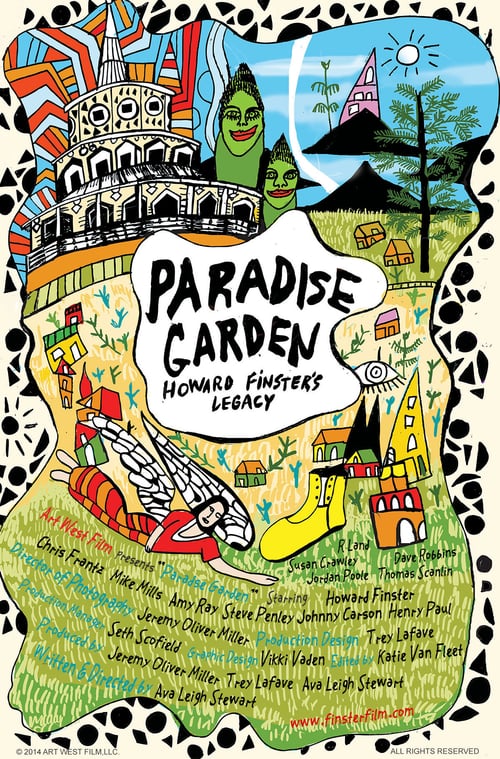 PARADISE
GARDEN
HOWARD FINSTER'S
LEGACY
R.Land
Susan Crawley Dave Robbins
Jordan Poole Thomas Scanlin
Art West Film Presents "Paradise Garden" Starring Howard Finster
Chris Frantz Mike Mills Amy Ray Steve Penley Johnny Carson Henry Paul
Director of Photography Jeremy Oliver Miller Production Design Trey Lafave
Production Manager Seth Scofield Graphic Design Vikki Vaden Edited by Katie Van Fleet
Produced by Jeremy Oliver Miller Trey Lafave Ava Leigh Stewart
Written & Directed by Ava Leigh Stewart
www.finsterfilm.com
© 2014 ART WEST FILM,LLC. ALL RIGHTS RESERVED